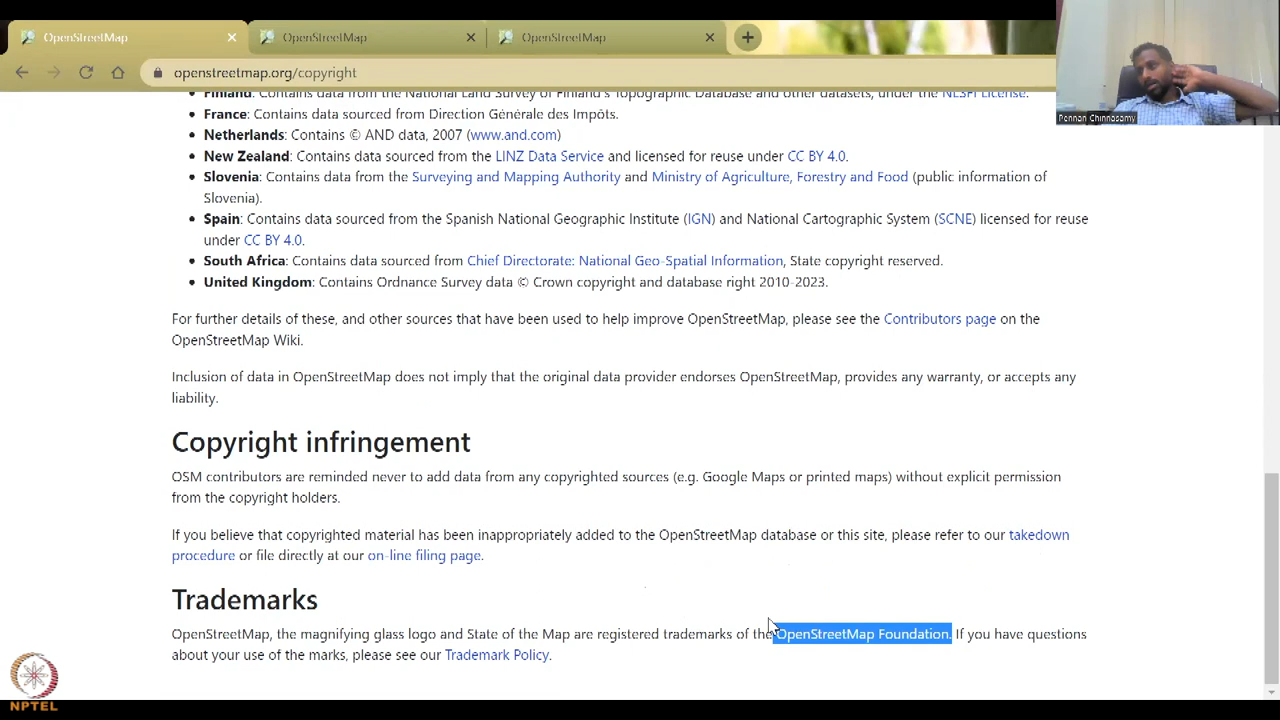 OpenStreetMap
OpenStreetMap
OpenStreetMap
openstreetmap.org/copyright
Pennan Chinnasamy
Finland: Contains data from the National Land Survey of Finland's Topographic Database and other datasets, under the NLSFI License.
France: Contains data sourced from Direction Générale des Impôts.
Netherlands: Contains © AND data, 2007 (www.and.com)
New Zealand: Contains data sourced from the LINZ Data Service and licensed for reuse under CC BY 4.0.
Slovenia: Contains data from the Surveying and Mapping Authority and Ministry of Agriculture, Forestry and Food (public information of
Slovenia).
Spain: Contains data sourced from the Spanish National Geographic Institute (IGN) and National Cartographic System (SCNE) licensed for reuse
under CC BY 4.0.
South Africa: Contains data sourced from Chief Directorate: National Geo-Spatial Information, State copyright reserved.
United Kingdom: Contains Ordnance Survey data © Crown copyright and database right 2010-2023.
For further details of these, and other sources that have been used to help improve OpenStreetMap, please see the Contributors page on the
OpenStreetMap Wiki.
Inclusion of data in OpenStreetMap does not imply that the original data provider endorses OpenStreetMap, provides any warranty, or accepts any
liability.
Copyright infringement
OSM contributors are reminded never to add data from any copyrighted sources (e.g. Google Maps or printed maps) without explicit permission
from the copyright holders.
If you believe that copyrighted material has been inappropriately added to the OpenStreetMap database or this site, please refer to our takedown
procedure or file directly at our on-line filing page.
Trademarks
OpenStreetMap, the magnifying glass logo and State of the Map are registered trademarks of the OpenStreetMap Foundation. If you have questions
about your use of the marks, please see our Trademark Policy.
NPTEL